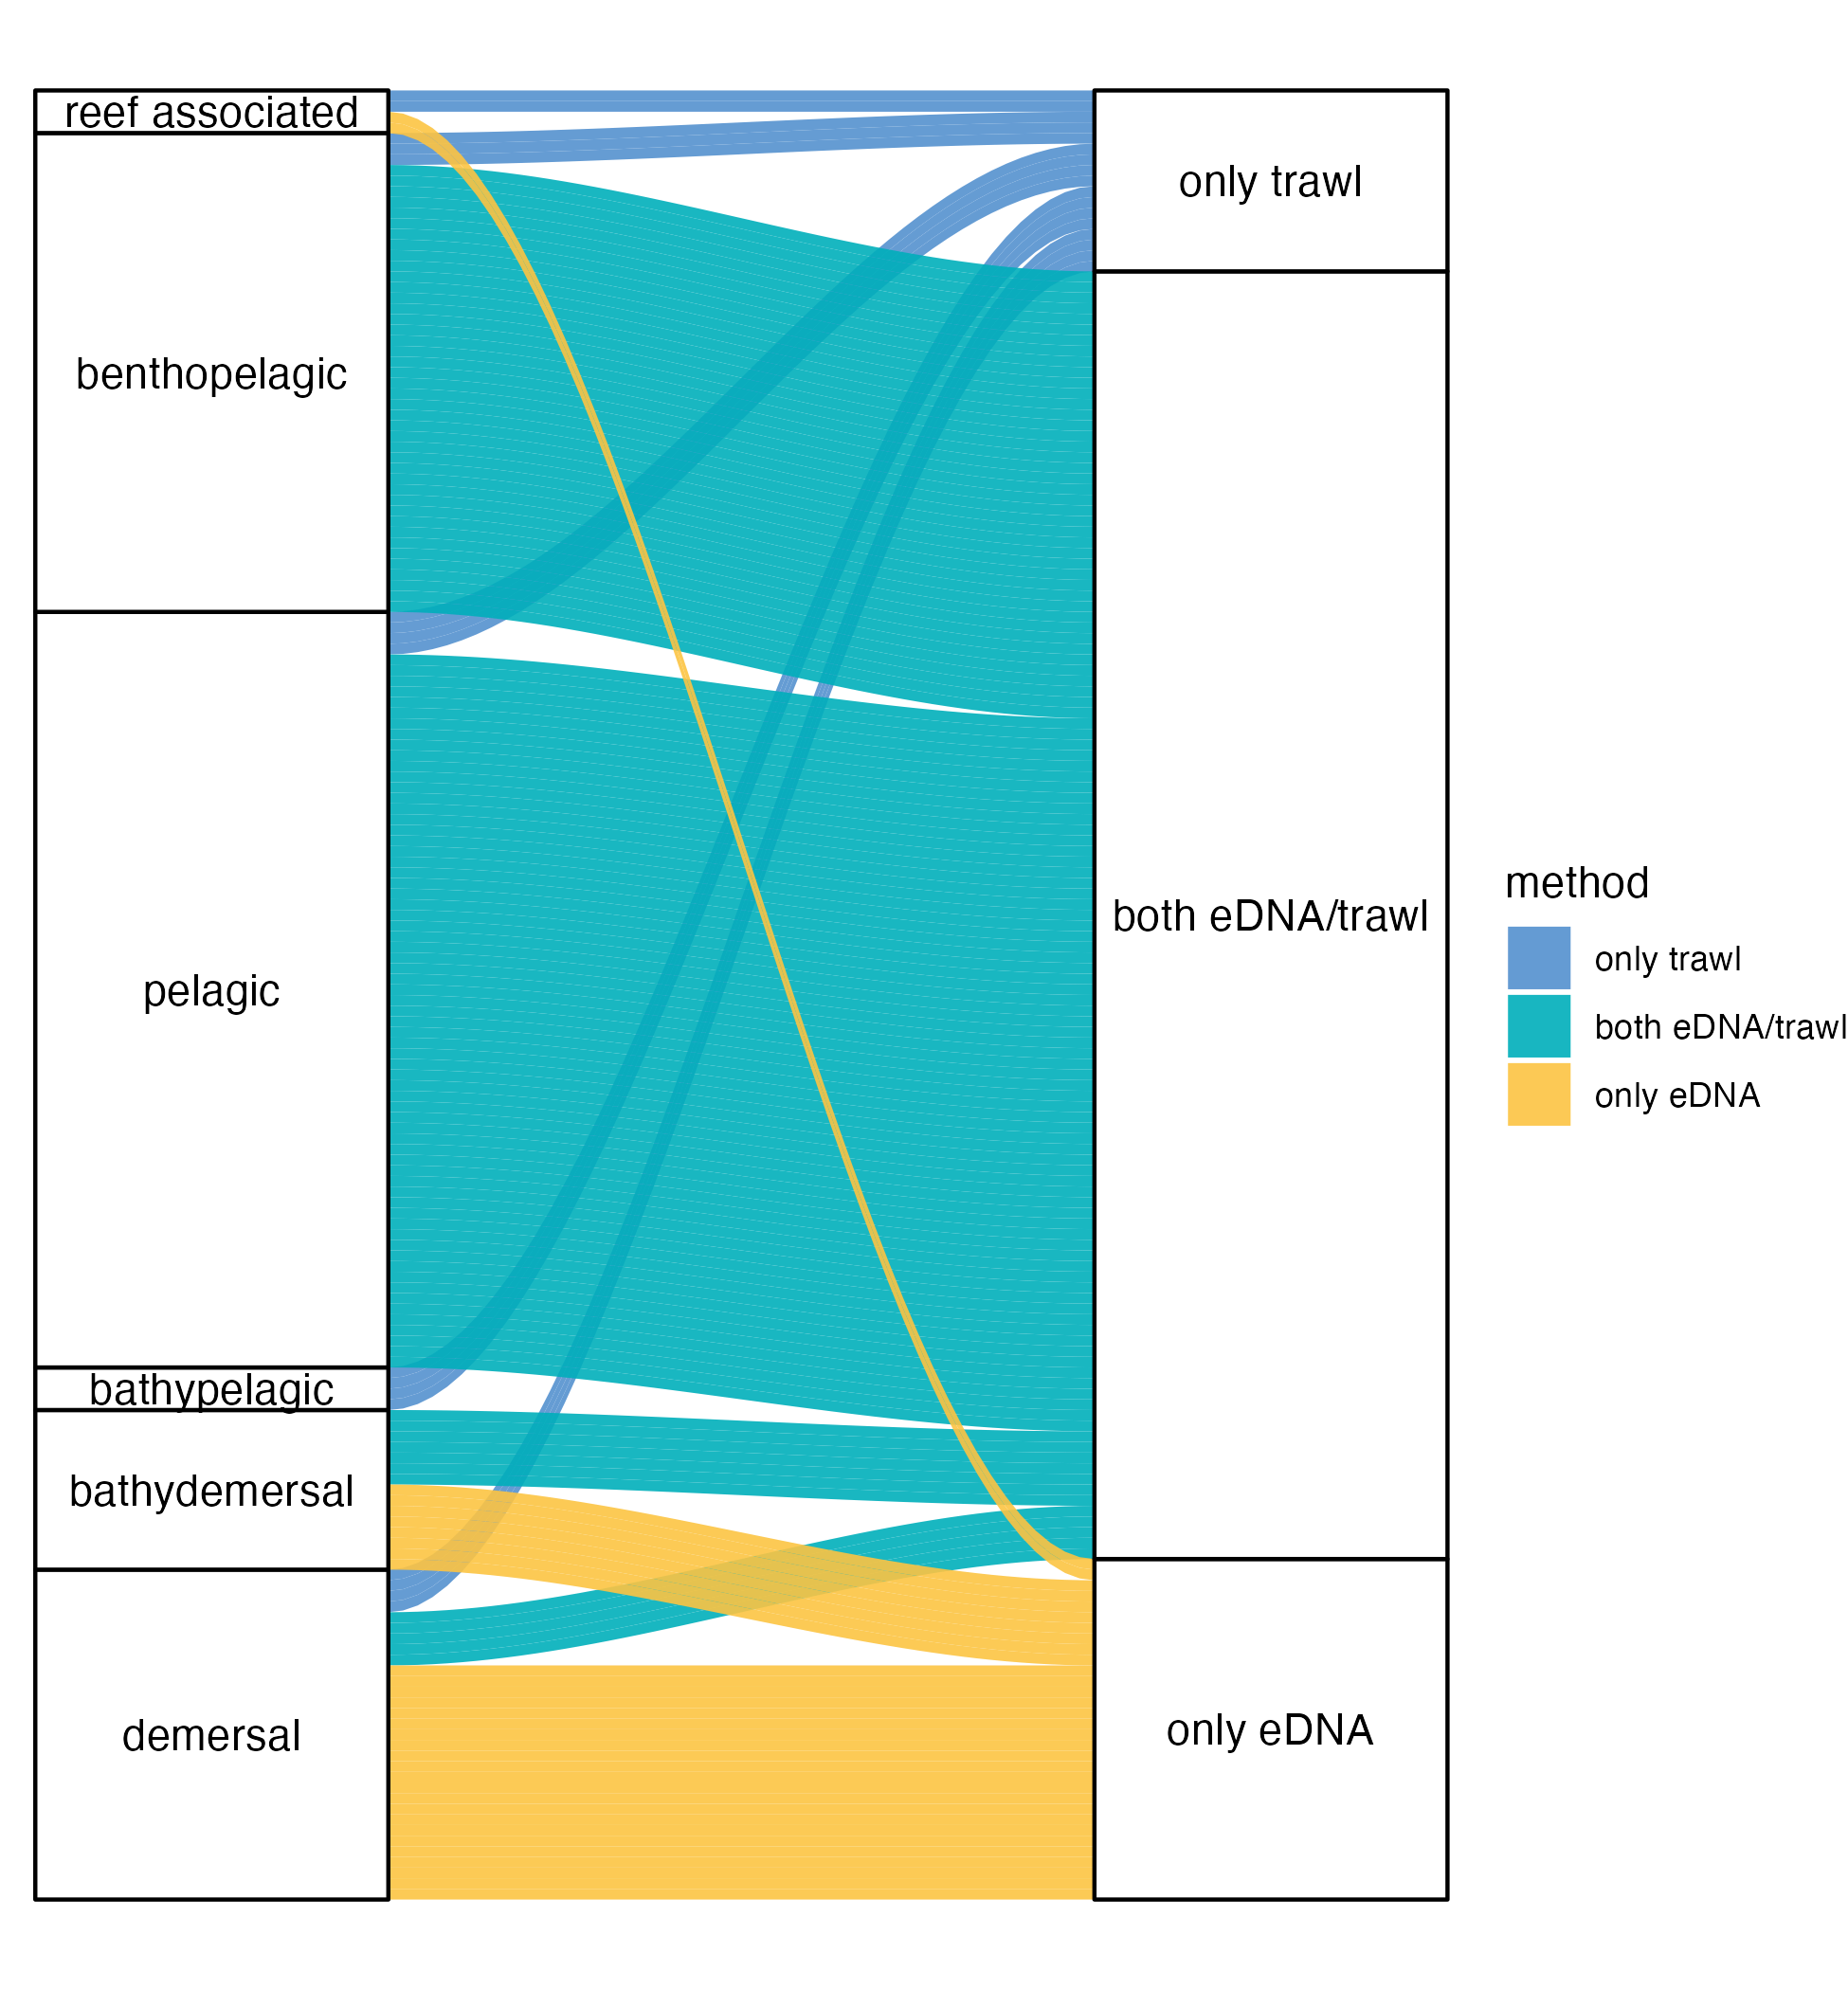 reef associated
benthopelagic
pelagic
bathypelagic
bathydemersal
demersal
only trawl
both eDNA/trawl
only eDNA
method
only trawl
both eDNA/trawl
only eDNA